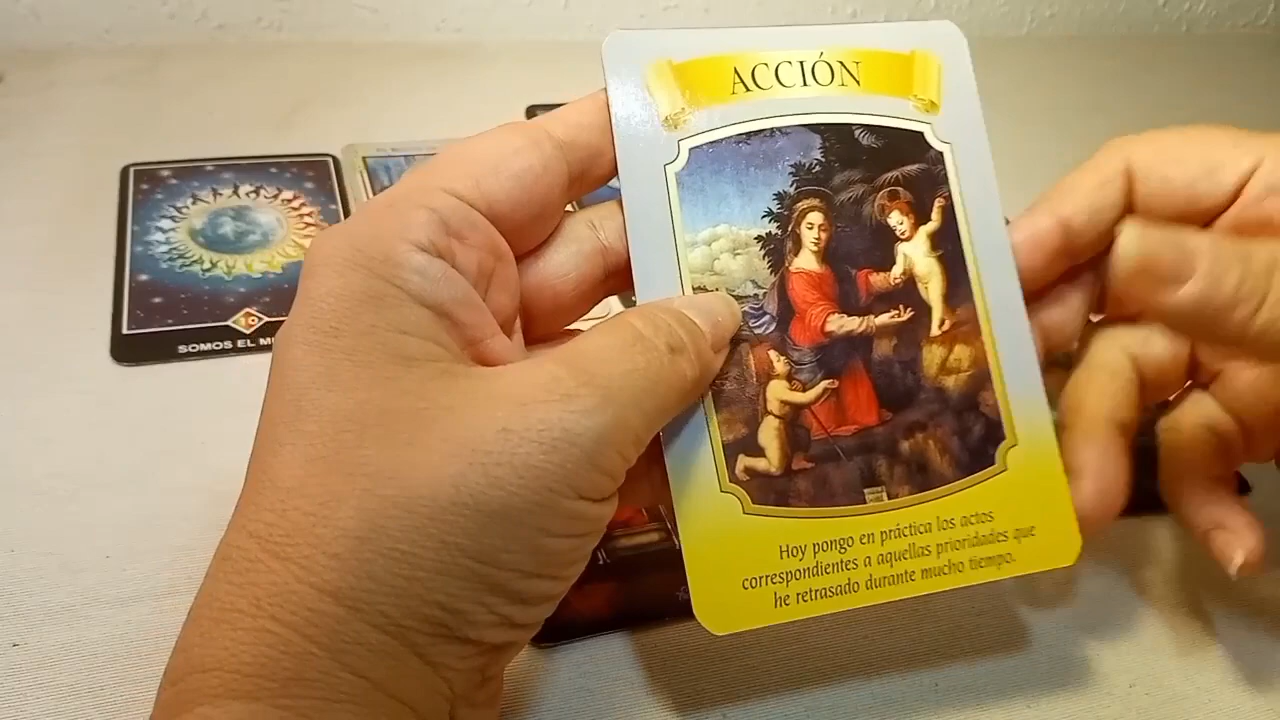 ACCIÓN
Hoy pongo en práctica los actos
correspondientes a aquellas prioridades que
he retrasado durante mucho tiempo.
10
SOMOS EL